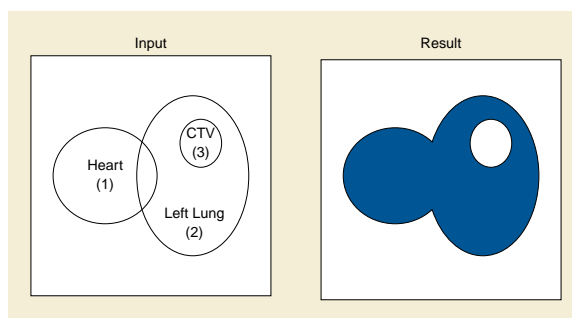 Input
Result
CTV
(3)
Heart
(1)
Left Lung
(2)